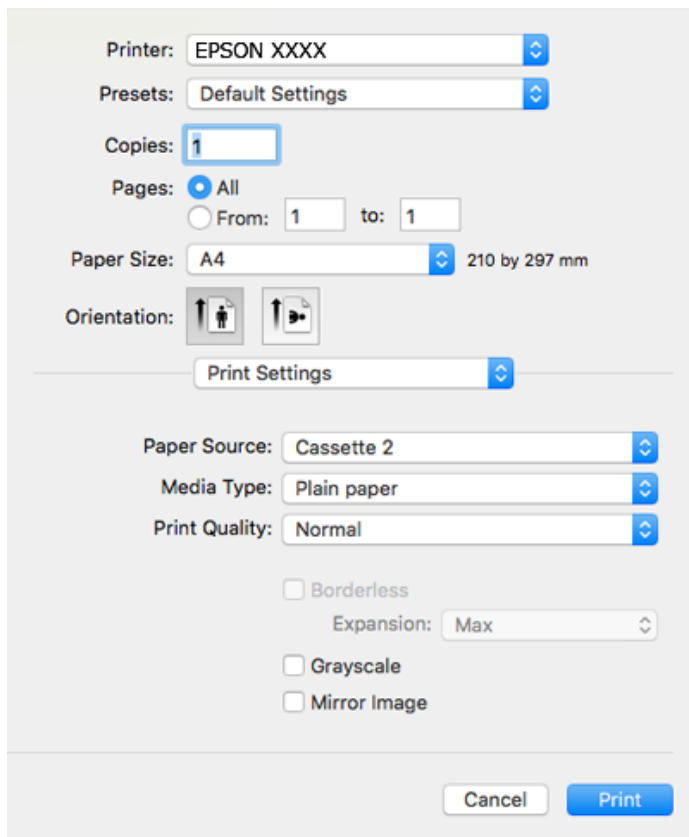 Printer: EPSON XXXX
Presets: Default Settings
Copies: 1
Pages: All
From: 1 to: 1
Paper Size: A4 210 by 297 mm
Orientation:
Print Settings
Paper Source: Cassette 2
Media Type: Plain paper
Print Quality: Normal
Borderless
Expansion: Max
Grayscale
Mirror Image
Cancel Print